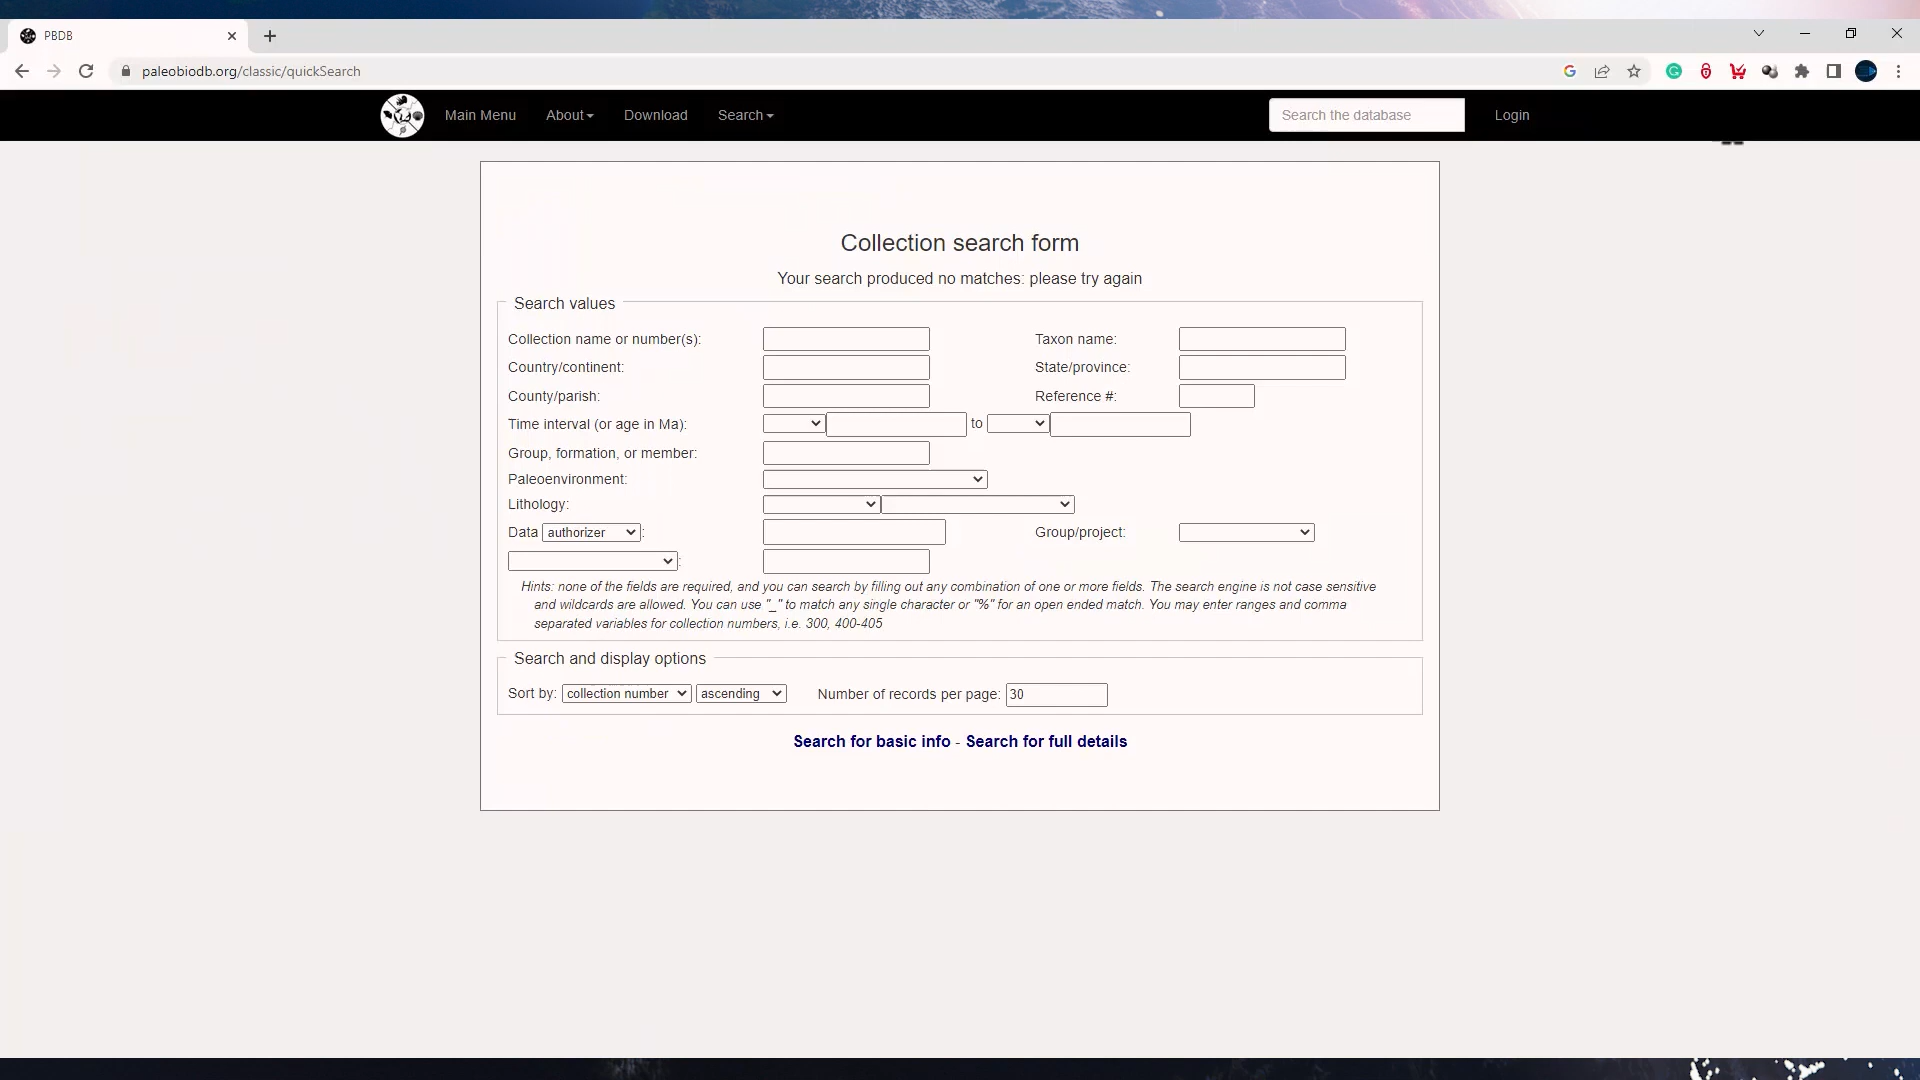 PBDB
paleobiodb.org/classic/quickSearch
Main Menu About Download Search Search the database Login
Collection search form
Your search produced no matches: please try again
Search values
Collection name or number(s): Taxon name:
Country/continent: State/province:
County/parish: Reference #:
Time interval (or age in Ma): to
Group, formation, or member:
Paleoenvironment:
Lithology:
Data authorizer : Group/project:
:
Hints: none of the fields are required, and you can search by filling out any combination of one or more fields. The search engine is not case sensitive
and wildcards are allowed. You can use "_" to match any single character or "%" for an open ended match. You may enter ranges and comma
separated variables for collection numbers, i.e. 300, 400-405
Search and display options
Sort by: collection number ascending Number of records per page: 30
Search for basic info - Search for full details